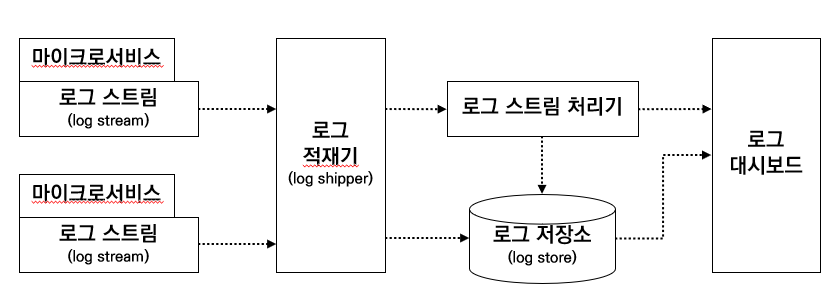 마이크로서비스
로그 스트림
(log stream)
마이크로서비스
로그 스트림
(log stream)
로그
적재기
(log shipper)
로그 스트림 처리기
로그 저장소
(log store)
로그
대시보드